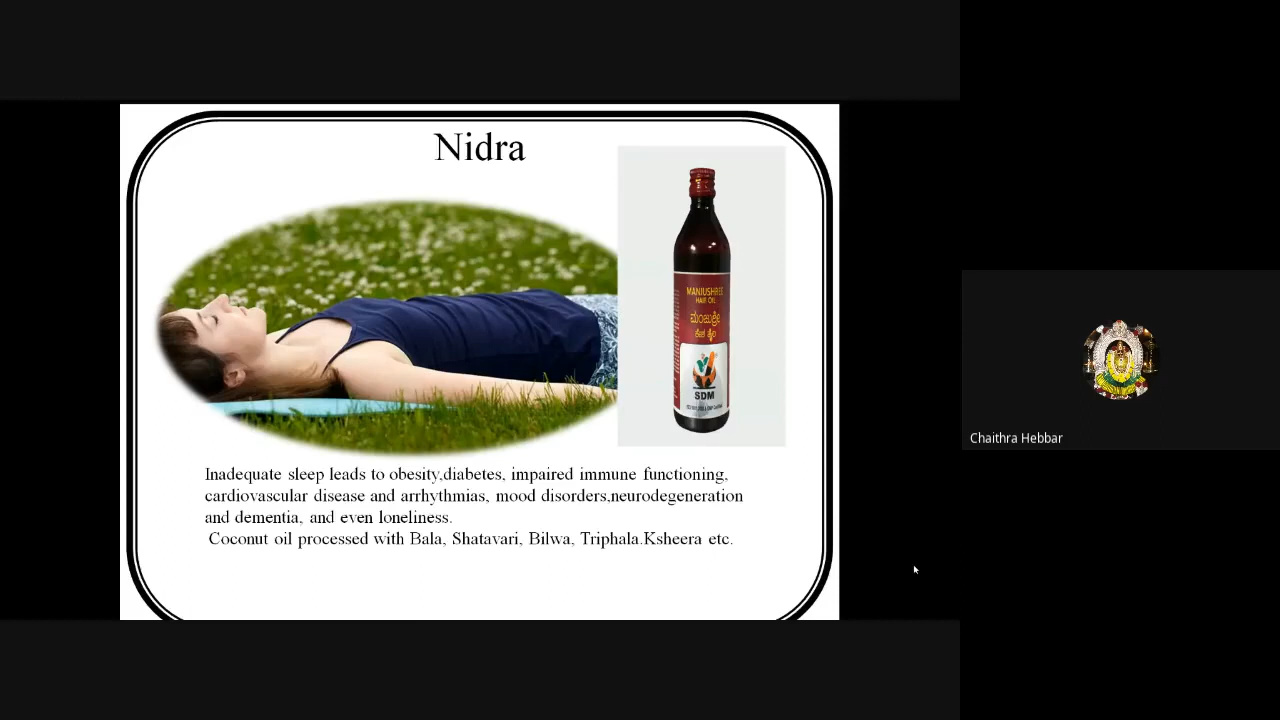 Nidra
MANJUSHREE
HAIR OIL
ಮಂಜುಶ್ರೀ
ಕೇಶ ತೈಲ
SDM
Inadequate sleep leads to obesity,diabetes, impaired immune functioning,
cardiovascular disease and arrhythmias, mood disorders,neurodegeneration
and dementia, and even loneliness.
Coconut oil processed with Bala, Shatavari, Bilwa, Triphala.Ksheera etc.
Chaithra Hebbar